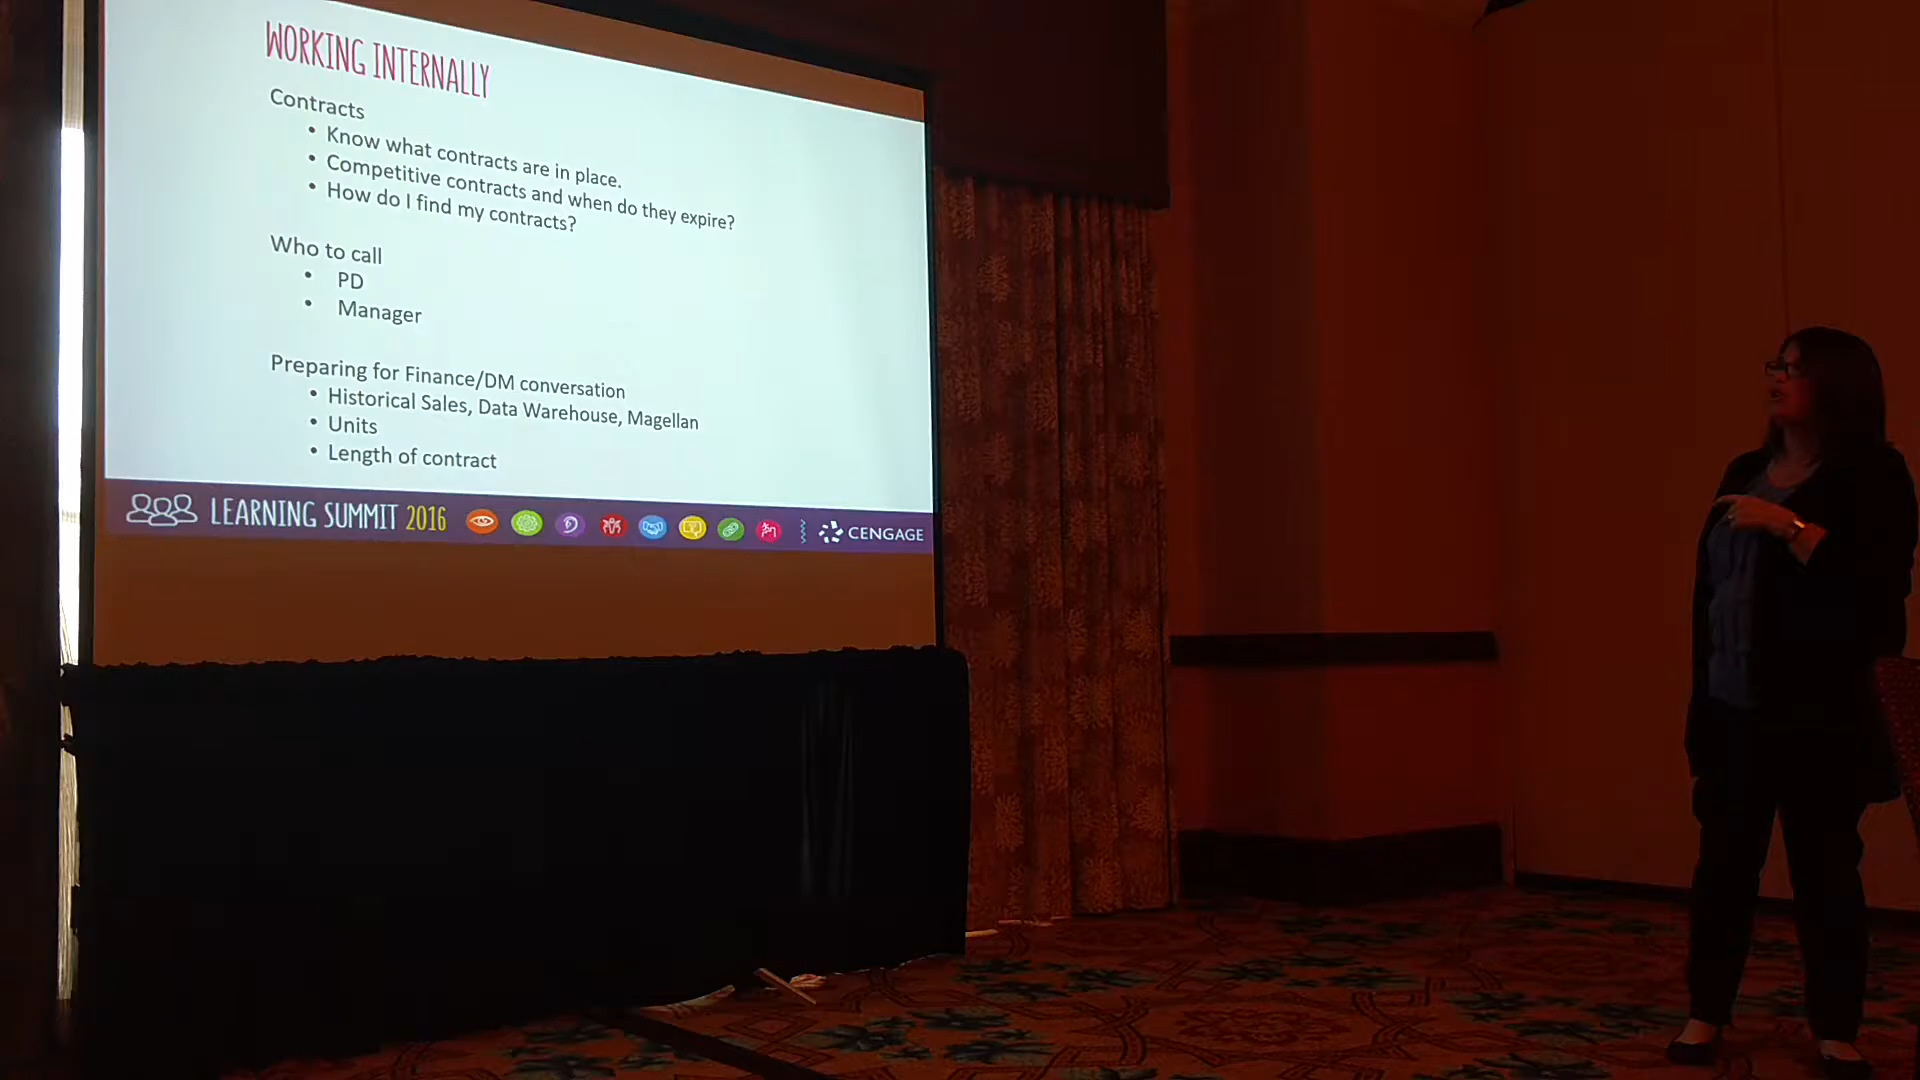 WORKING INTERNALLY
Contracts
• Know what contracts are in place.
• Competitive contracts and when do they expire?
• How do I find my contracts?
Who to call
• PD
• Manager
Preparing for Finance/DM conversation
• Historical Sales, Data Warehouse, Magellan
• Units
• Length of contract
LEARNING SUMMIT 2016 CENGAGE